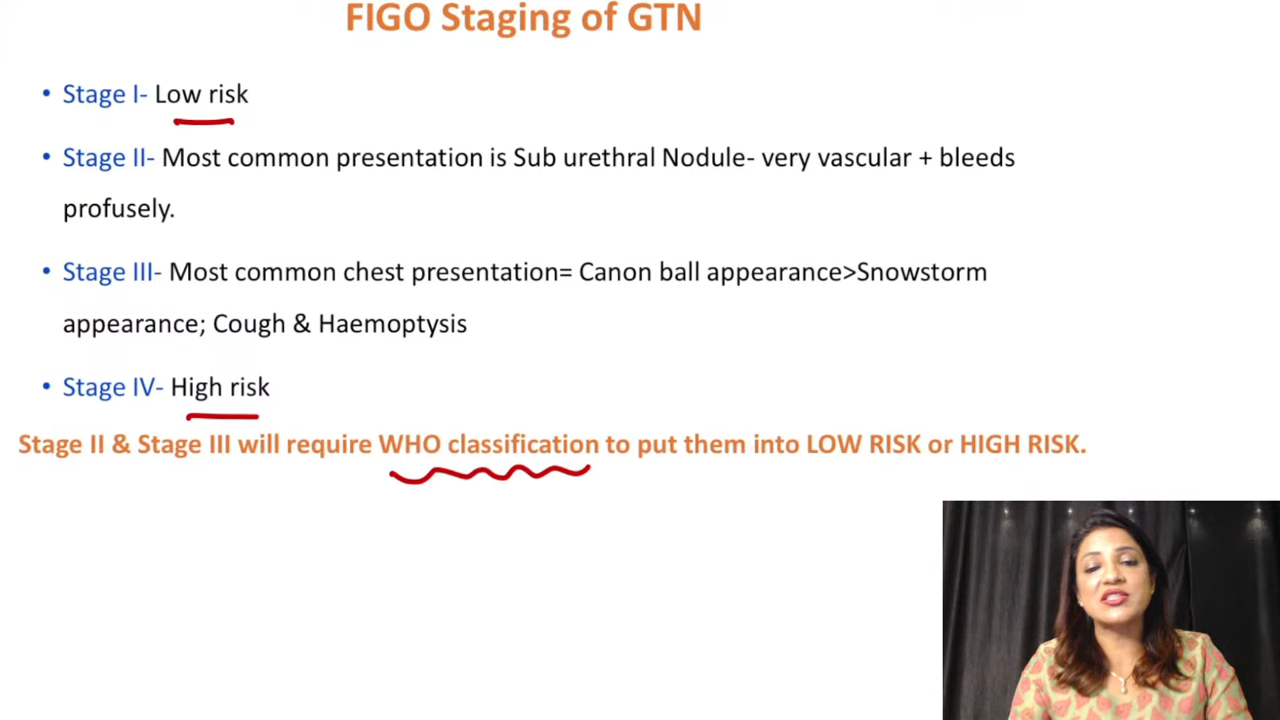 FIGO Staging of GTN
• Stage I- Low risk
• Stage II- Most common presentation is Sub urethral Nodule- very vascular + bleeds
profusely.
• Stage III- Most common chest presentation= Canon ball appearance>Snowstorm
appearance; Cough & Haemoptysis
• Stage IV- High risk
Stage II & Stage III will require WHO classification to put them into LOW RISK or HIGH RISK.